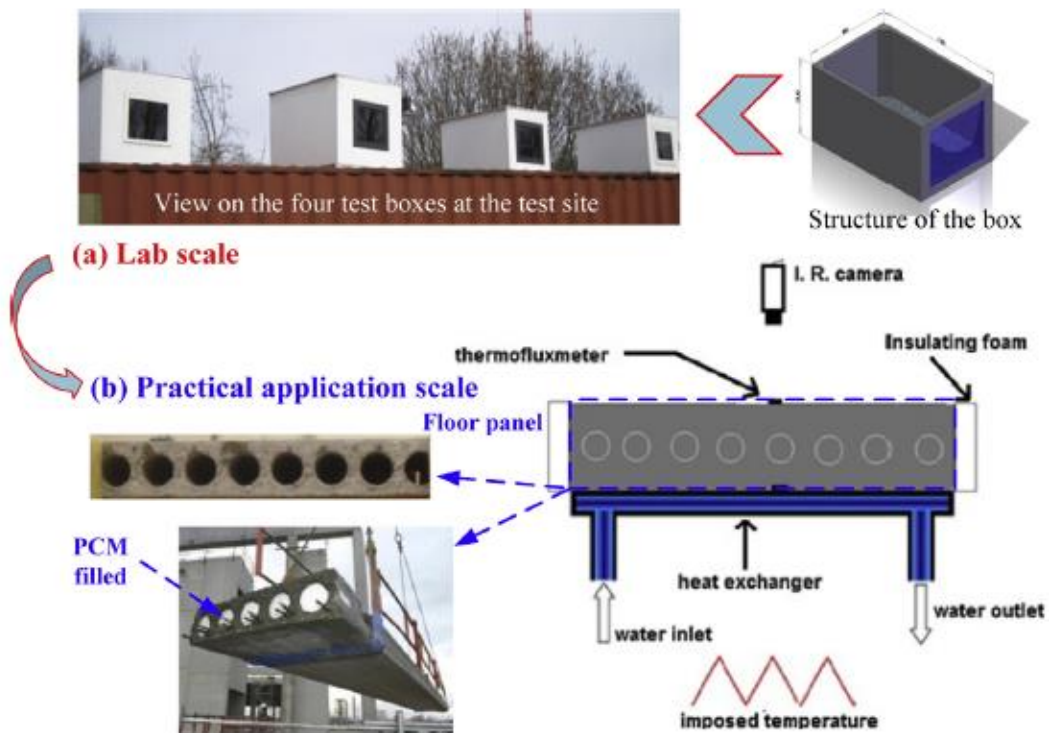 View on the four test boxes at the test site
Structure of the box
(a) Lab scale
I. R. camera
thermofluxmeter
Insulating foam
(b) Practical application scale
Floor panel
PCM
filled
heat exchanger
water inlet
water outlet
imposed temperature